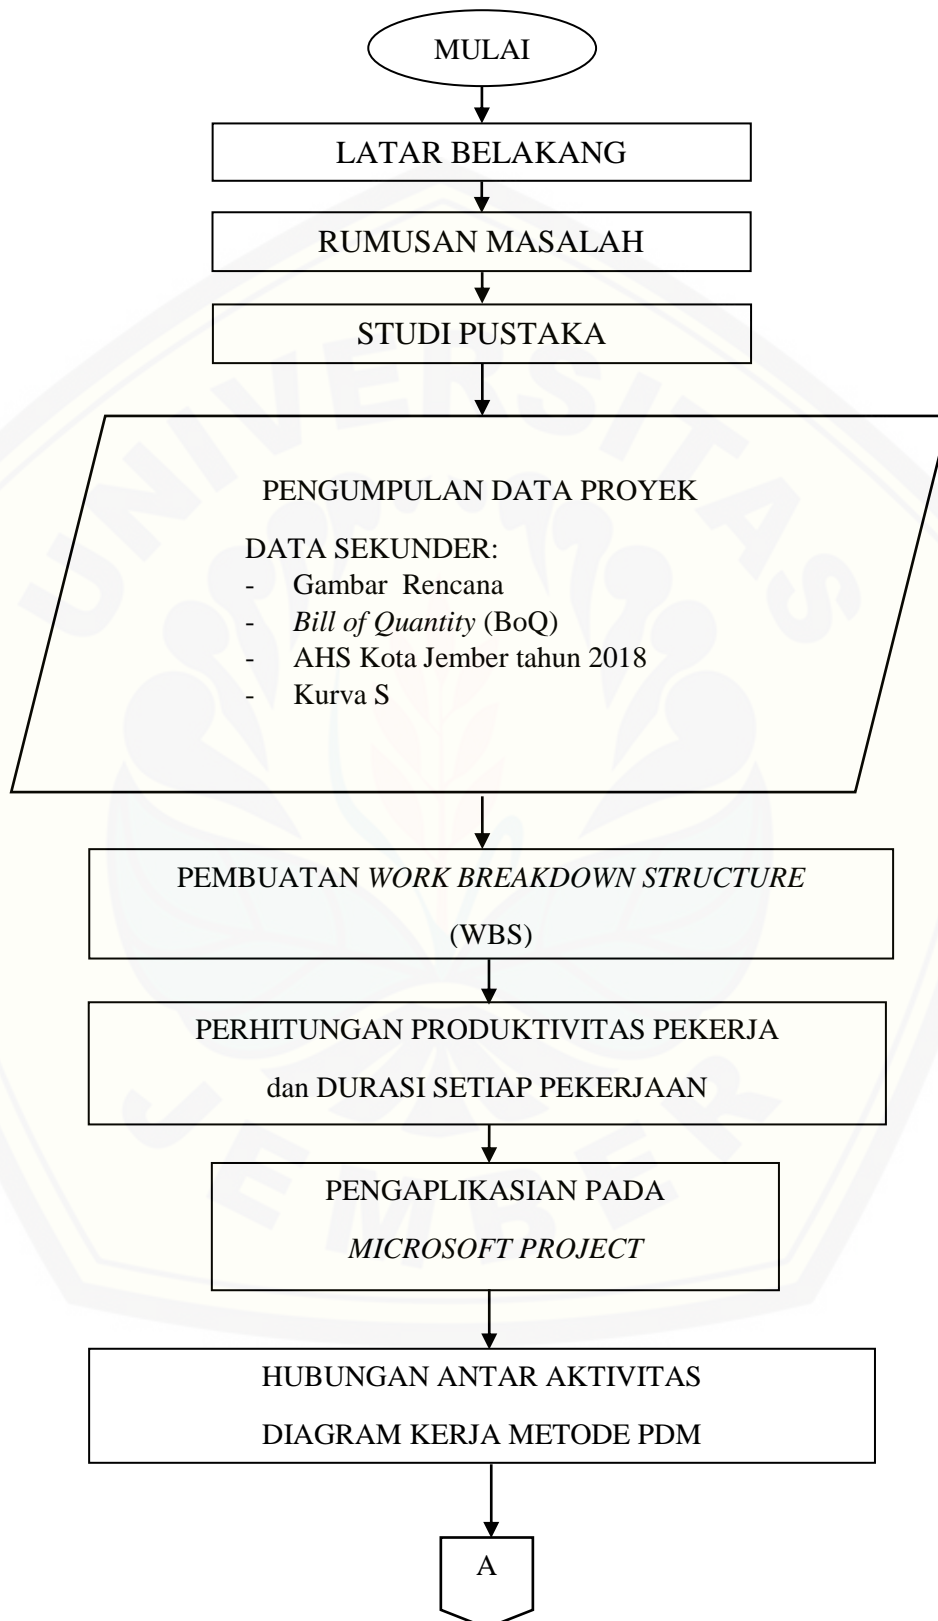 MULAI
LATAR BELAKANG
RUMUSAN MASALAH
STUDI PUSTAKA
PENGUMPULAN DATA PROYEK
DATA SEKUNDER:
- Gambar Rencana
- Bill of Quantity (BoQ)
- AHS Kota Jember tahun 2018
- Kurva S
PEMBUATAN WORK BREAKDOWN STRUCTURE
(WBS)
PERHITUNGAN PRODUKTIVITAS PEKERJA
dan DURASI SETIAP PEKERJAAN
PENGAPLIKASIAN PADA
MICROSOFT PROJECT
HUBUNGAN ANTAR AKTIVITAS
DIAGRAM KERJA METODE PDM
A
UNIVERSITAS
JEMBER